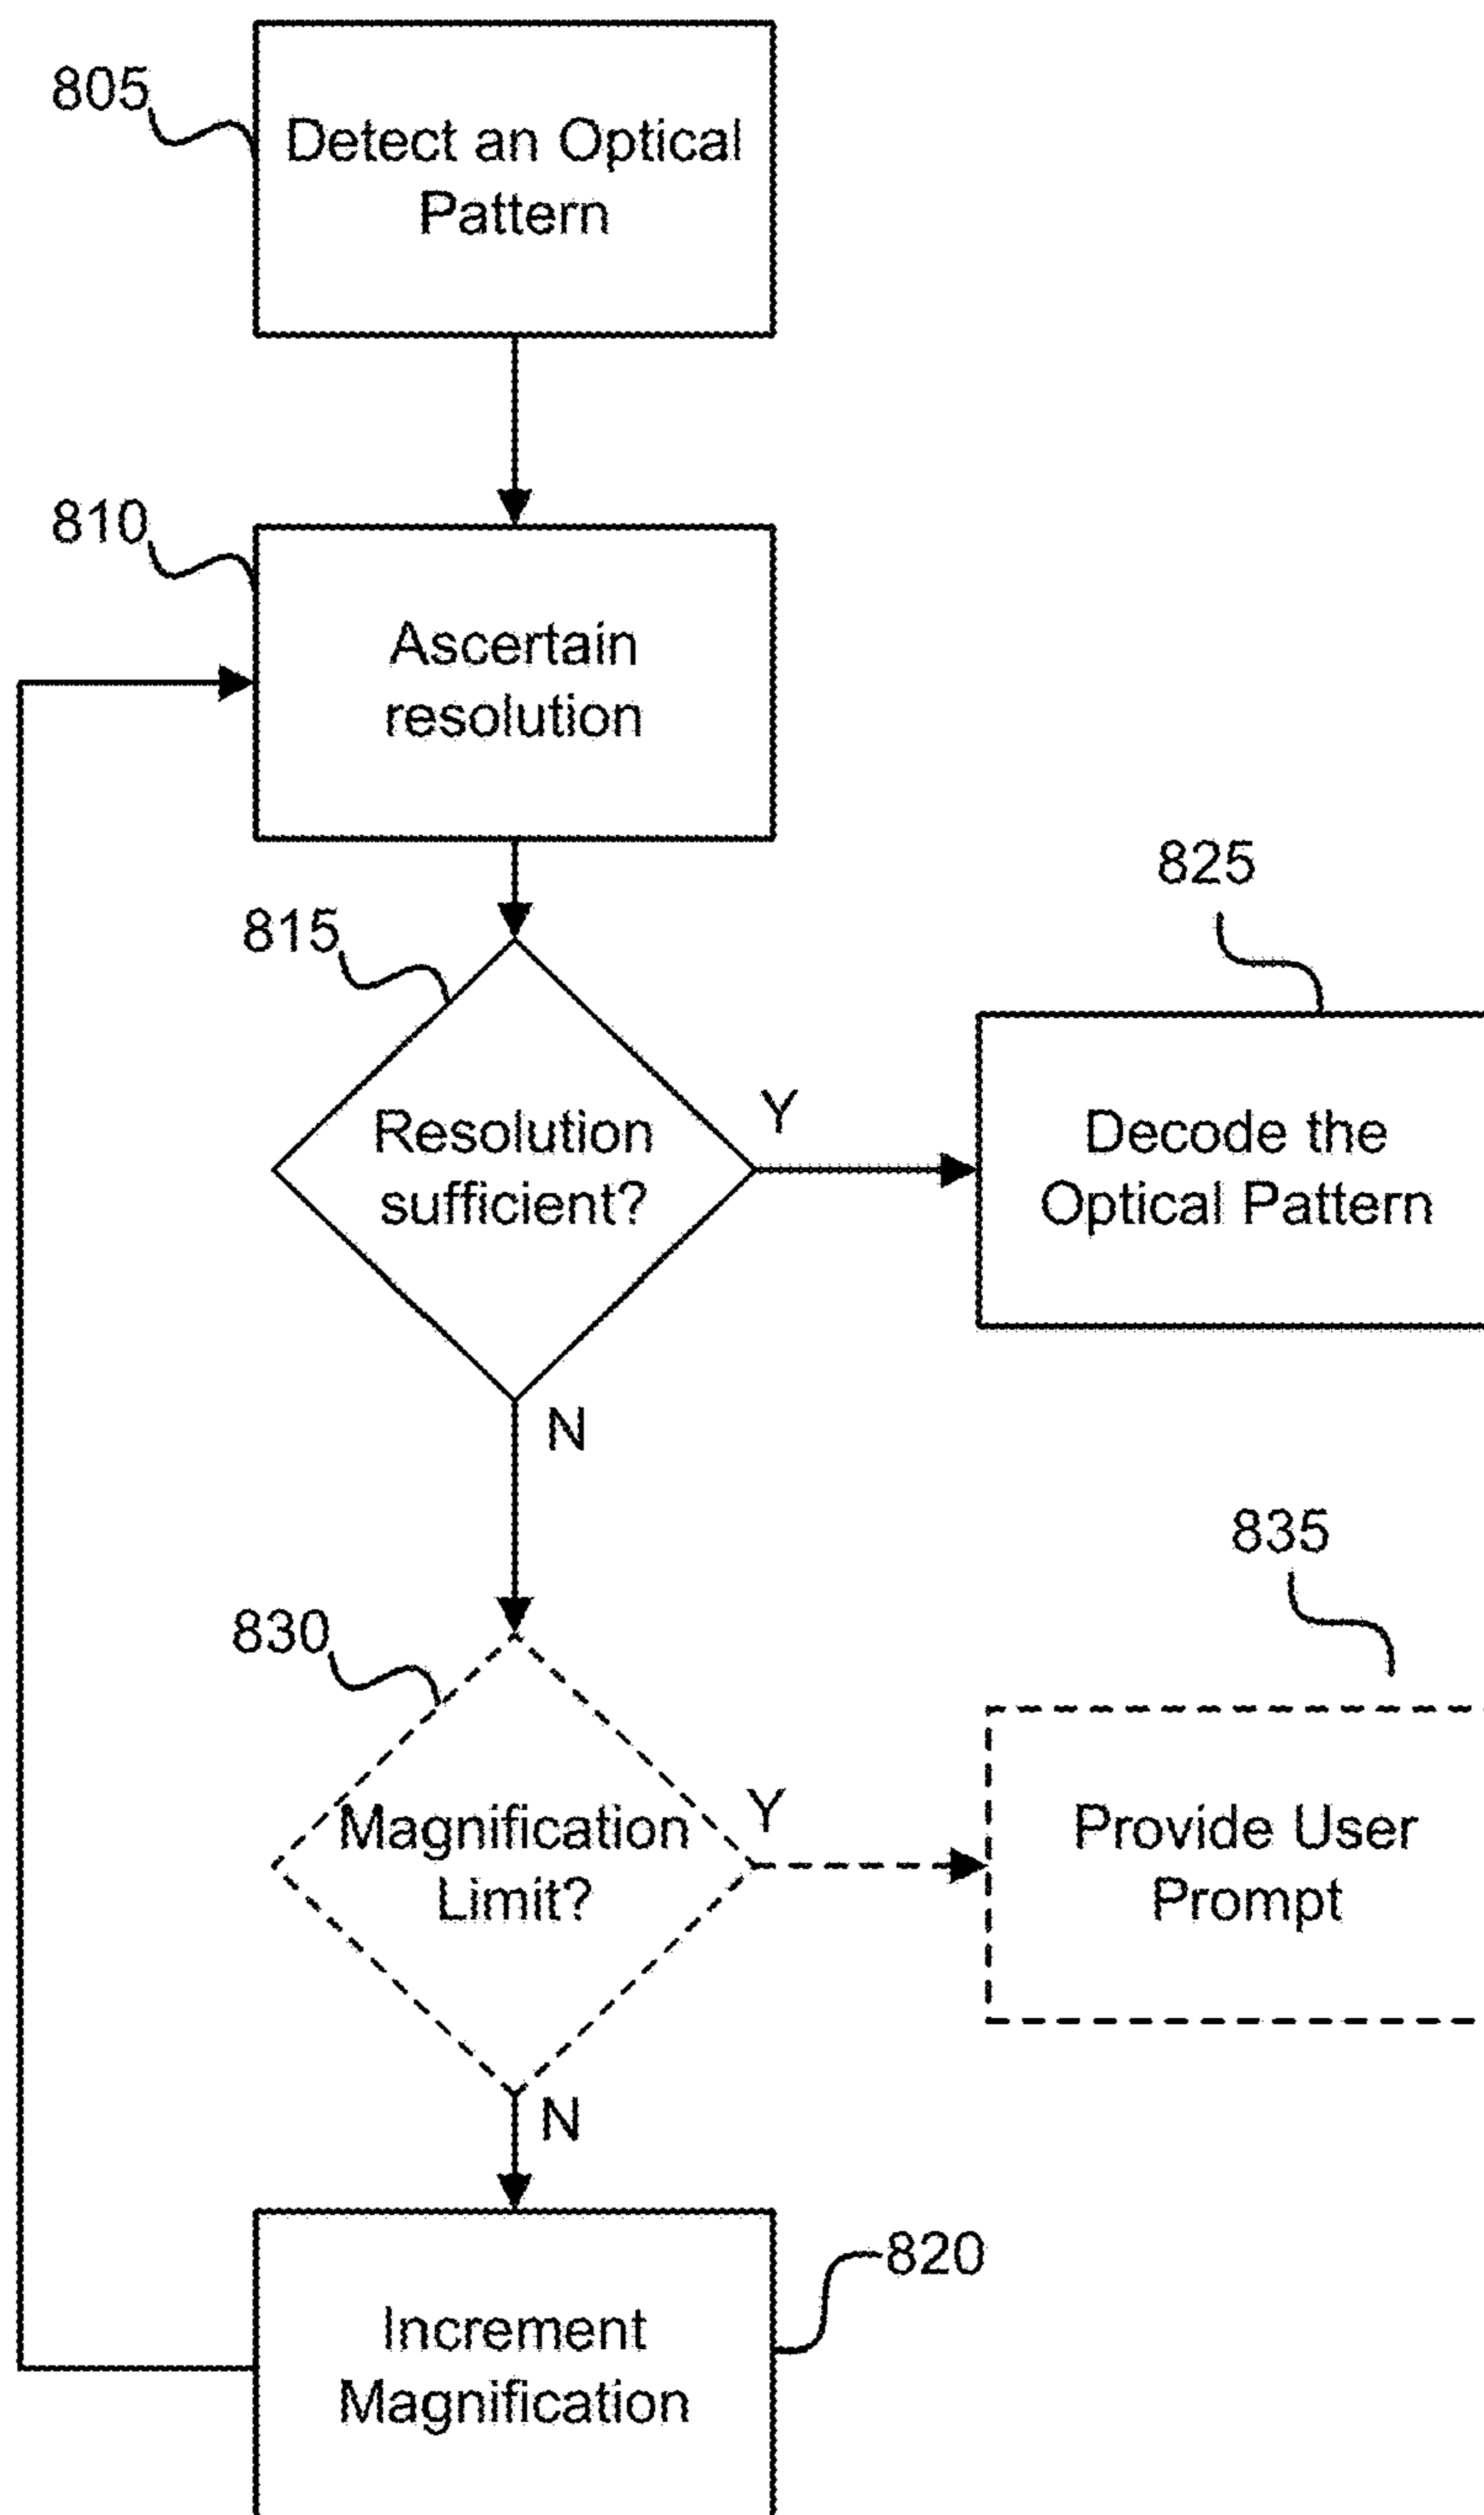 805
Detect an Optical
Pattern
810
Ascertain
resolution
815
Resolution
sufficient?
Y
825
Decode the
Optical Pattern
N
830
Magnification
Limit?
Y
835
Provide User
Prompt
N
820
Increment
Magnification